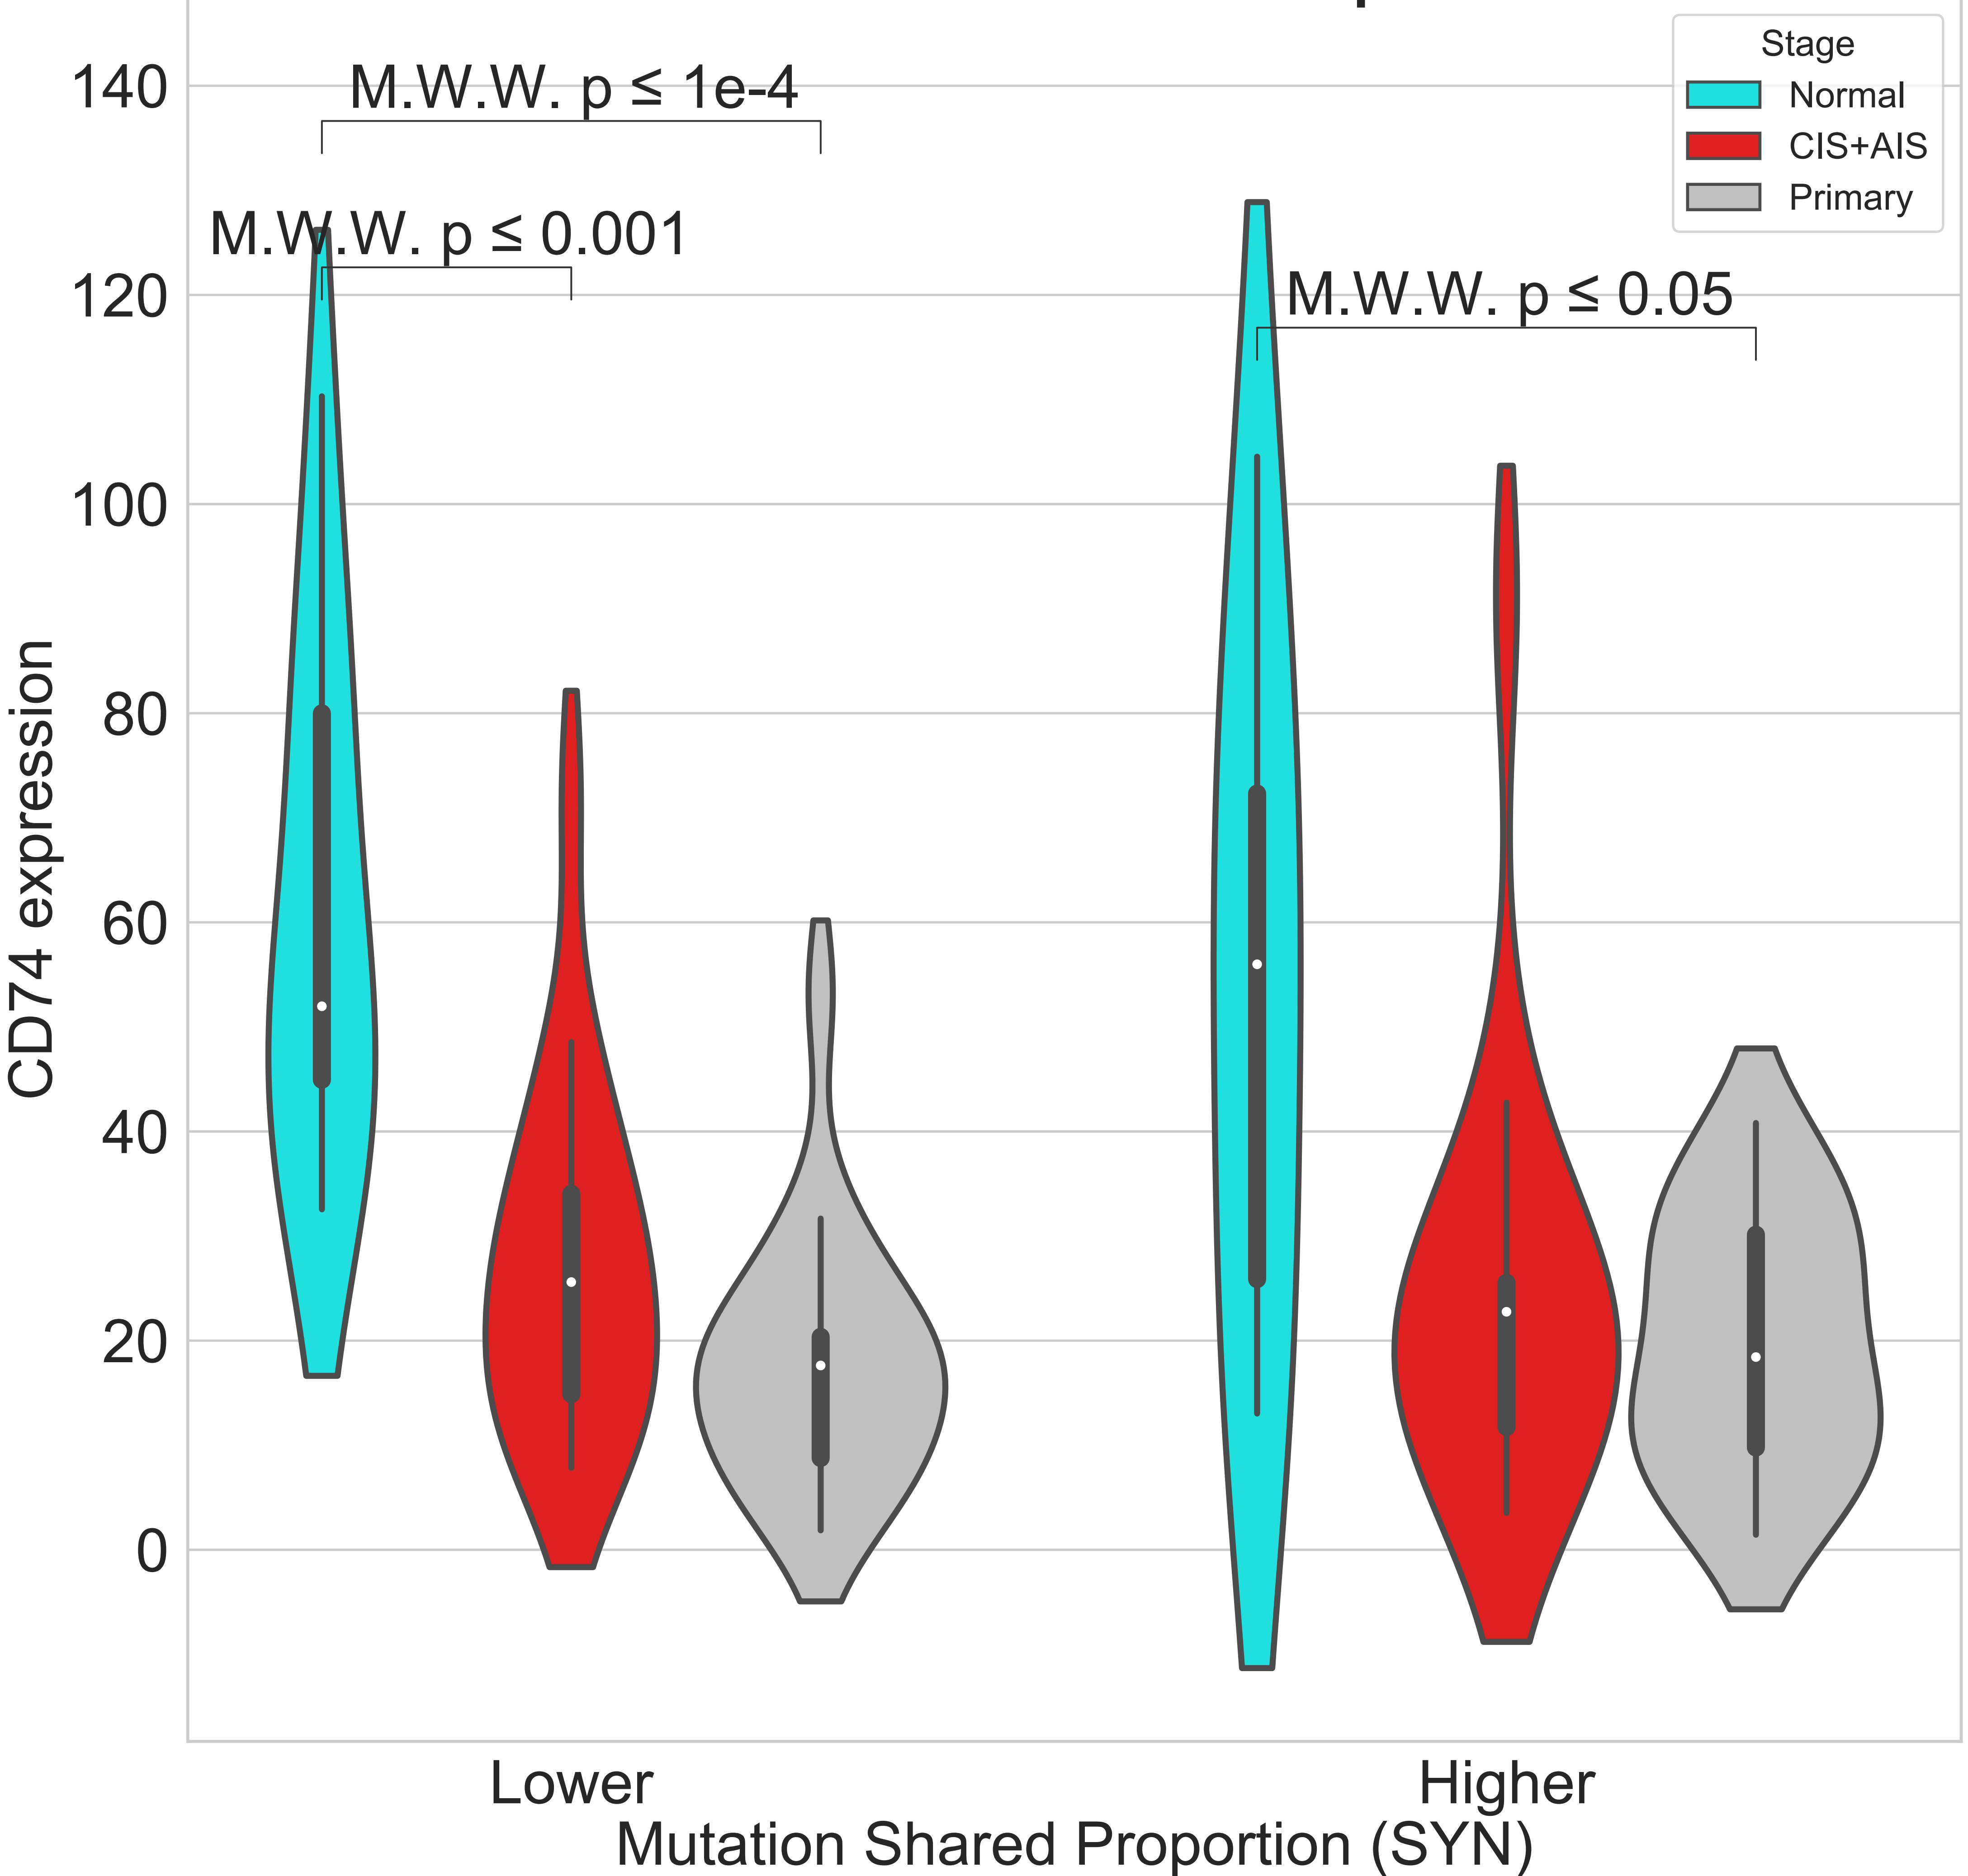 Stage
Normal
CIS+AIS
Primary
M.W.W. p ≤ 1e-4
M.W.W. p ≤ 0.001
M.W.W. p ≤ 0.05
140
120
100
80
60
40
20
0
CD74 expression
Lower
Higher
Mutation Shared Proportion (SYN)